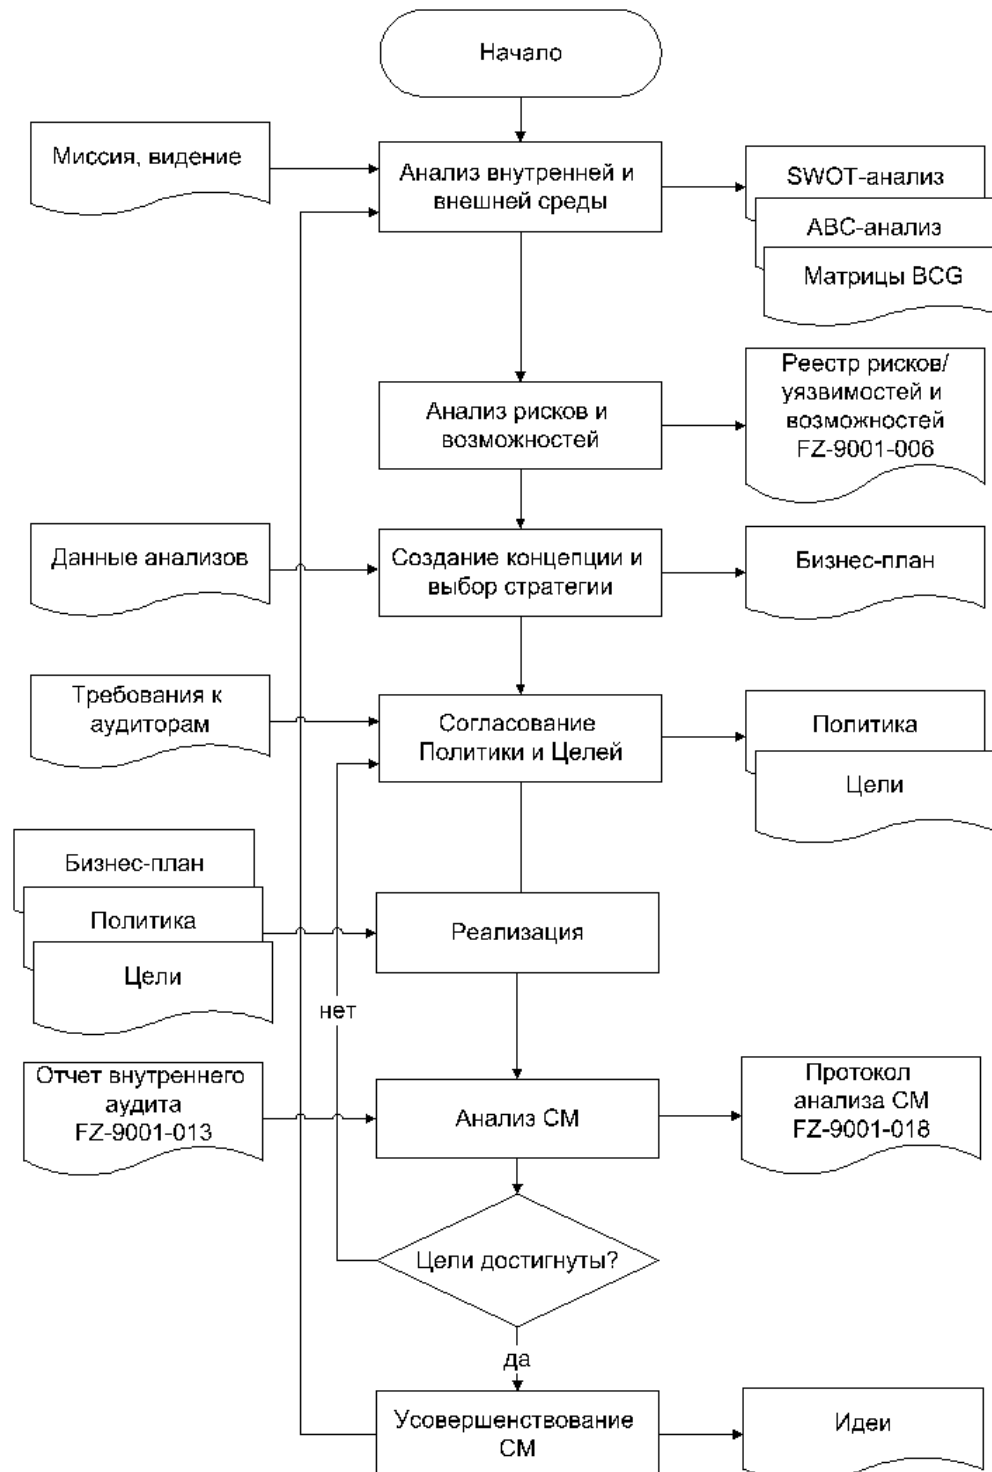 Начало
Миссия, видение
Анализ внутренней и
внешней среды
SWOT-анализ
ABC-анализ
Матрицы BCG
Анализ рисков и
возможностей
Реестр рисков/
уязвимостей и
возможностей
FZ-9001-006
Данные анализов
Создание концепции и
выбор стратегии
Бизнес-план
Требования к
аудиторам
Согласование
Политики и Целей
Политика
Цели
Бизнес-план
Политика
Цели
Реализация
нет
Отчет внутреннего
аудита
FZ-9001-013
Анализ СМ
Протокол
анализа СМ
FZ-9001-018
Цели достигнуты?
да
Усовершенствование
СМ
Идеи